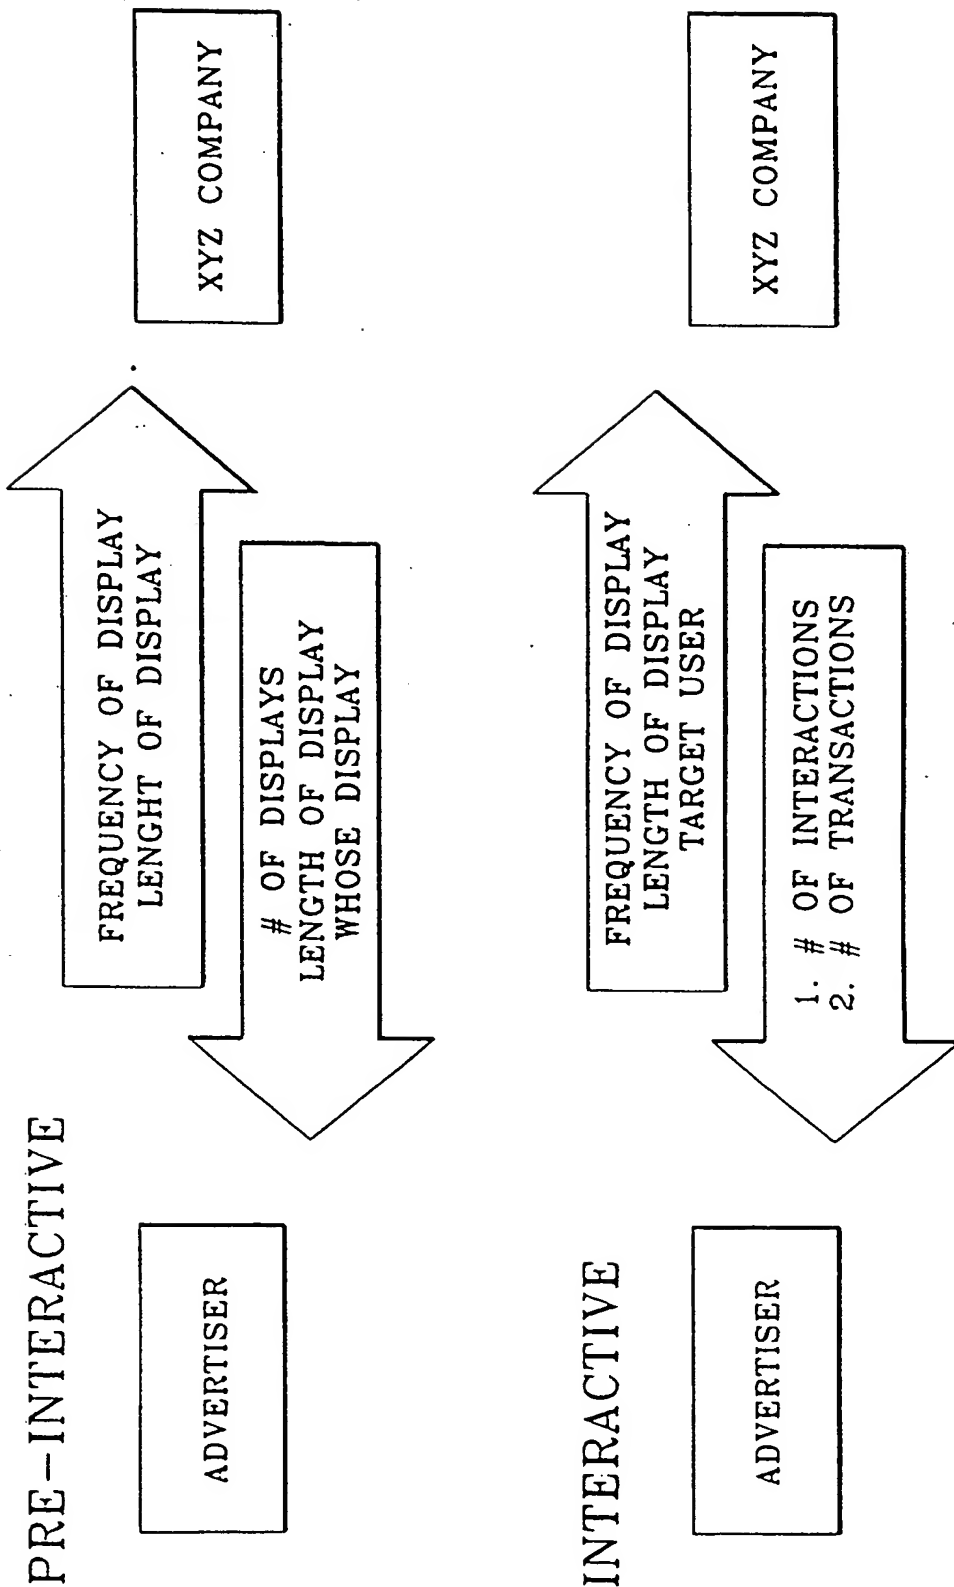 PRE-INTERACTIVE
ADVERTISER
FREQUENCY OF DISPLAY
LENGHT OF DISPLAY
# OF DISPLAYS
LENGTH OF DISPLAY
WHOSE DISPLAY
XYZ COMPANY
INTERACTIVE
ADVERTISER
FREQUENCY OF DISPLAY
LENGTH OF DISPLAY
TARGET USER
1. # OF INTERACTIONS
2. # OF TRANSACTIONS
XYZ COMPANY